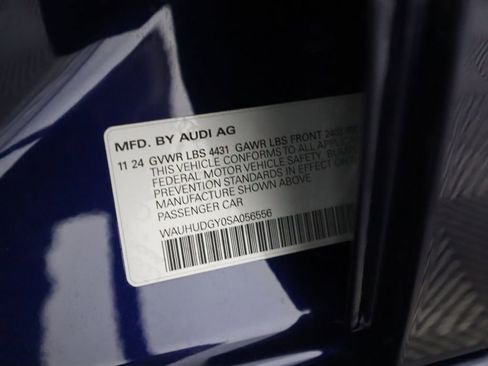 MFD. BY AUDI AG
11 24 GVWR LBS 4431 GAWR LBS FRONT
THIS VEHICLE CONFORMS TO ALL
FEDERAL MOTOR VEHICLE SAFETY,
PREVENTION STANDARDS IN EFFECT ON
MANUFACTURE SHOWN ABOVE
PASSENGER CAR
WAUHUDGY0SA056556